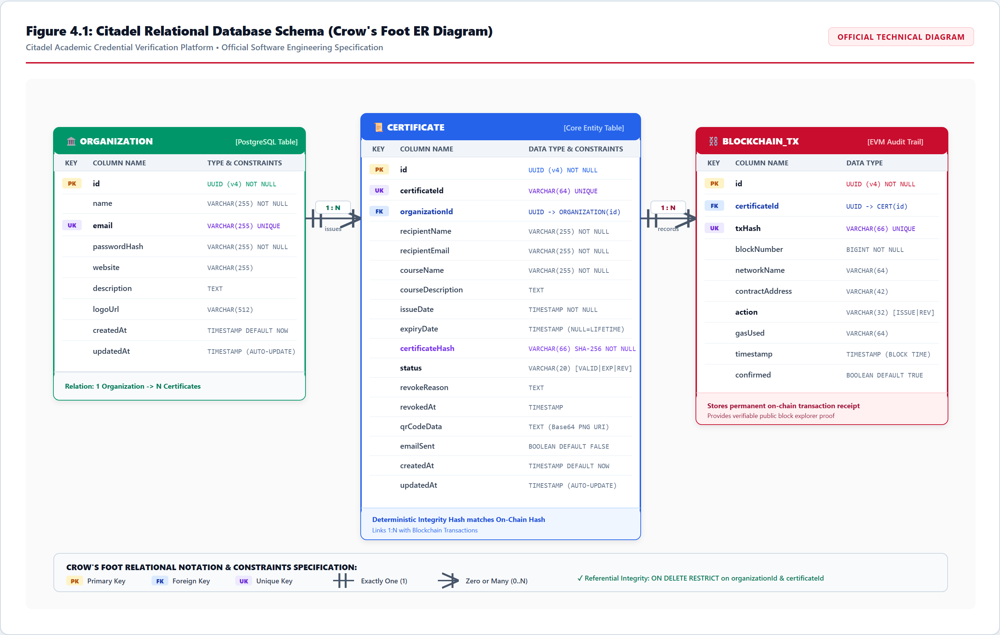 Figure 4.1: Citadel Relational Database Schema (Crow's Foot ER Diagram)
Citadel Academic Credential Verification Platform • Official Software Engineering Specification
OFFICIAL TECHNICAL DIAGRAM
ORGANIZATION [PostgreSQL Table]
KEY COLUMN NAME TYPE & CONSTRAINTS
PK id UUID (v4) NOT NULL
name VARCHAR(255) NOT NULL
UK email VARCHAR(255) UNIQUE
passwordHash VARCHAR(255) NOT NULL
website VARCHAR(255)
description TEXT
logoUrl VARCHAR(512)
createdAt TIMESTAMP DEFAULT NOW
updatedAt TIMESTAMP (AUTO-UPDATE)
Relation: 1 Organization -> N Certificates
1 : N
issues
CERTIFICATE [Core Entity Table]
KEY COLUMN NAME DATA TYPE & CONSTRAINTS
PK id UUID (v4) NOT NULL
UK certificateId VARCHAR(64) UNIQUE
FK organizationId UUID -> ORGANIZATION(id)
recipientName VARCHAR(255) NOT NULL
recipientEmail VARCHAR(255) NOT NULL
courseName VARCHAR(255) NOT NULL
courseDescription TEXT
issueDate TIMESTAMP NOT NULL
expiryDate TIMESTAMP (NULL=LIFETIME)
certificateHash VARCHAR(66) SHA-256 NOT NULL
status VARCHAR(20) [VALID|EXP|REV]
revokeReason TEXT
revokedAt TIMESTAMP
qrCodeData TEXT (Base64 PNG URI)
emailSent BOOLEAN DEFAULT FALSE
createdAt TIMESTAMP DEFAULT NOW
updatedAt TIMESTAMP (AUTO-UPDATE)
Deterministic Integrity Hash matches On-Chain Hash
Links 1:N with Blockchain Transactions
1 : N
records
BLOCKCHAIN_TX [EVM Audit Trail]
KEY COLUMN NAME DATA TYPE
PK id UUID (v4) NOT NULL
FK certificateId UUID -> CERT(id)
UK txHash VARCHAR(66) UNIQUE
blockNumber BIGINT NOT NULL
networkName VARCHAR(64)
contractAddress VARCHAR(42)
action VARCHAR(32) [ISSUE|REV]
gasUsed VARCHAR(64)
timestamp TIMESTAMP (BLOCK TIME)
confirmed BOOLEAN DEFAULT TRUE
Stores permanent on-chain transaction receipt
Provides verifiable public block explorer proof
CROW'S FOOT RELATIONAL NOTATION & CONSTRAINTS SPECIFICATION:
PK Primary Key FK Foreign Key UK Unique Key Exactly One (1) Zero or Many (0..N) ✓ Referential Integrity: ON DELETE RESTRICT on organizationId & certificateId